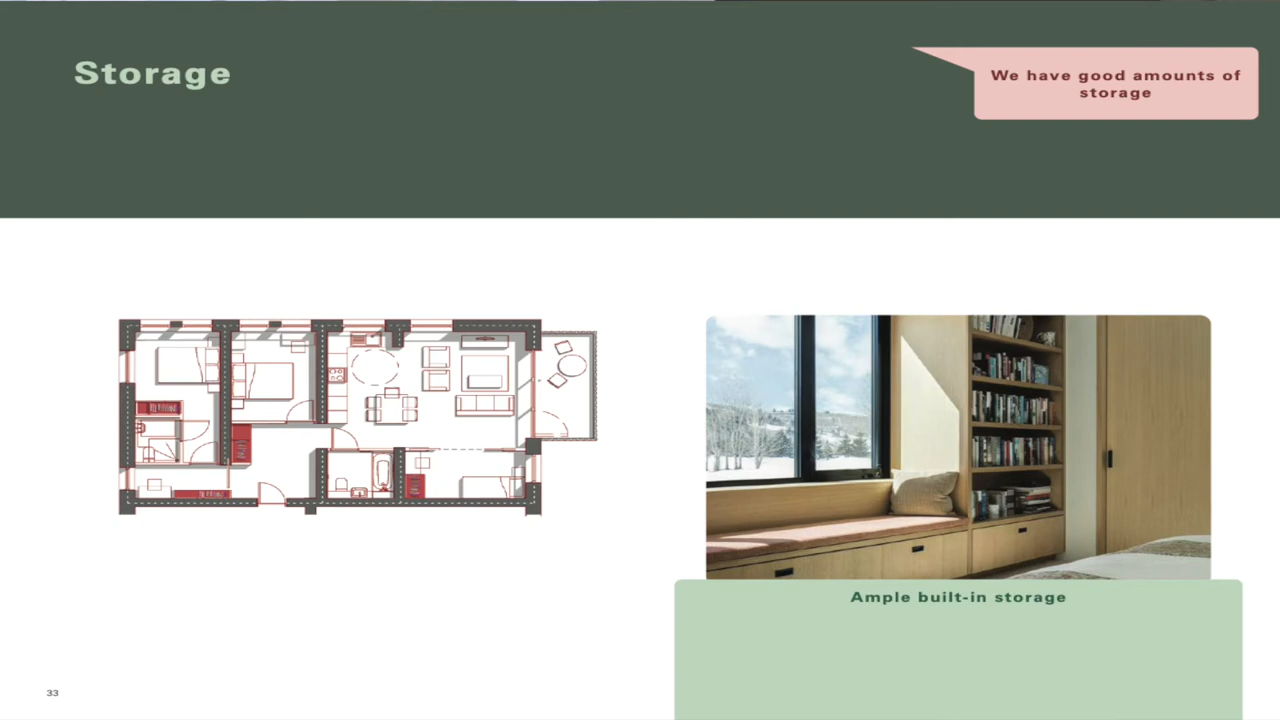 Storage
We have good amounts of
storage
Ample built-in storage
33